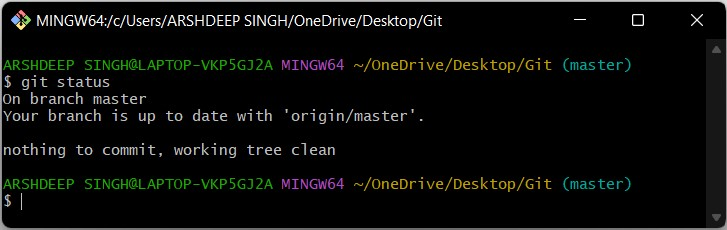 MINGW64:/c/Users/ARSHDEEP SINGH/OneDrive/Desktop/Git
ARSHDEEP SINGH@LAPTOP-VKP5GJ2A MINGW64 ~/OneDrive/Desktop/Git (master)
$ git status
On branch master
Your branch is up to date with 'origin/master'.
nothing to commit, working tree clean
ARSHDEEP SINGH@LAPTOP-VKP5GJ2A MINGW64 ~/OneDrive/Desktop/Git (master)
$